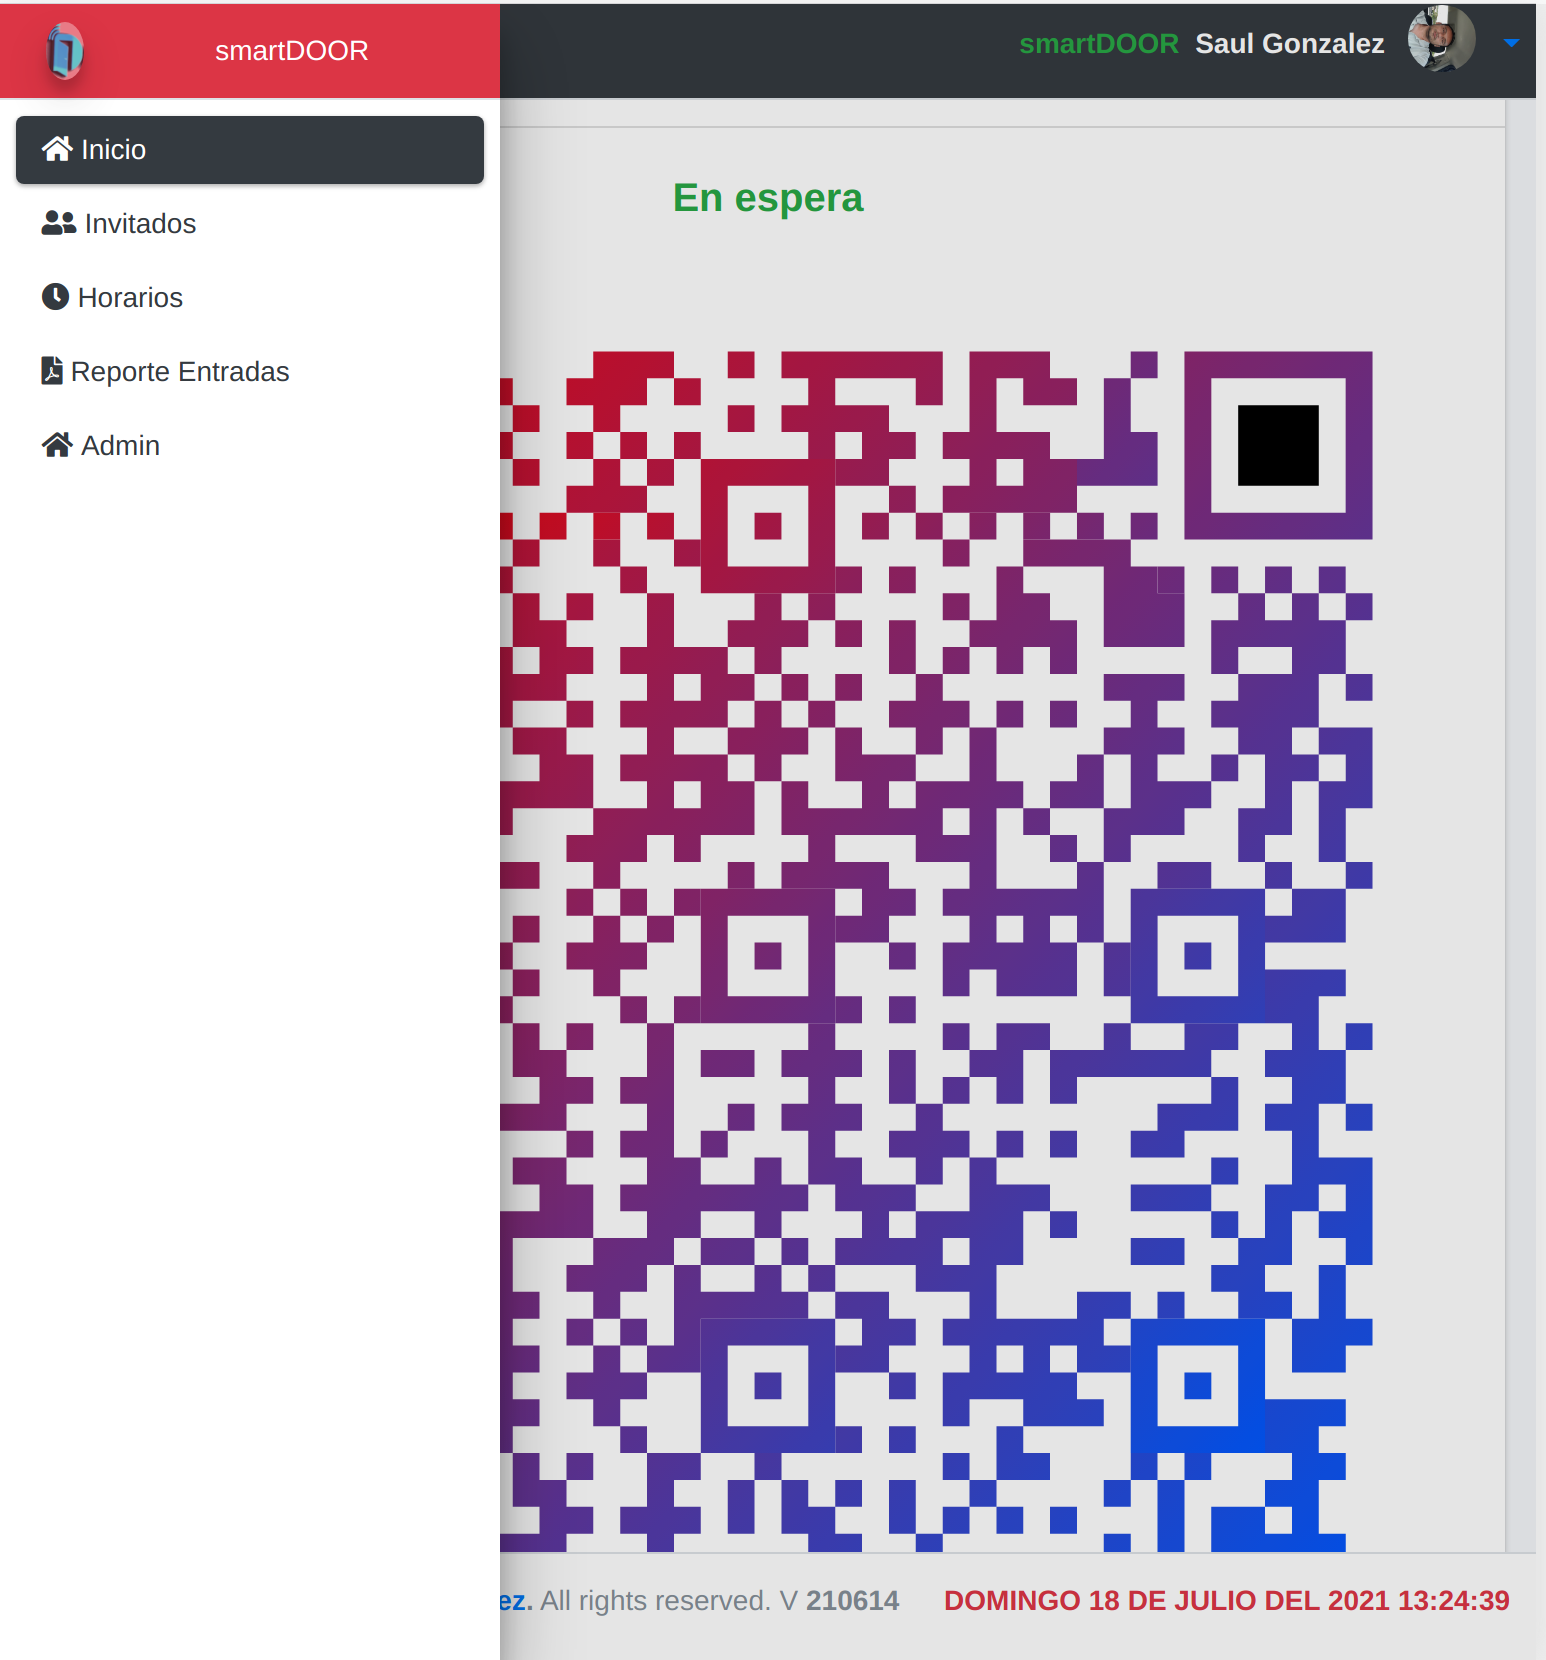 smartDOOR
smartDOOR Saul Gonzalez
Inicio
Invitados
Horarios
Reporte Entradas
Admin
En espera
ez. All rights reserved. V 210614
DOMINGO 18 DE JULIO DEL 2021 13:24:39